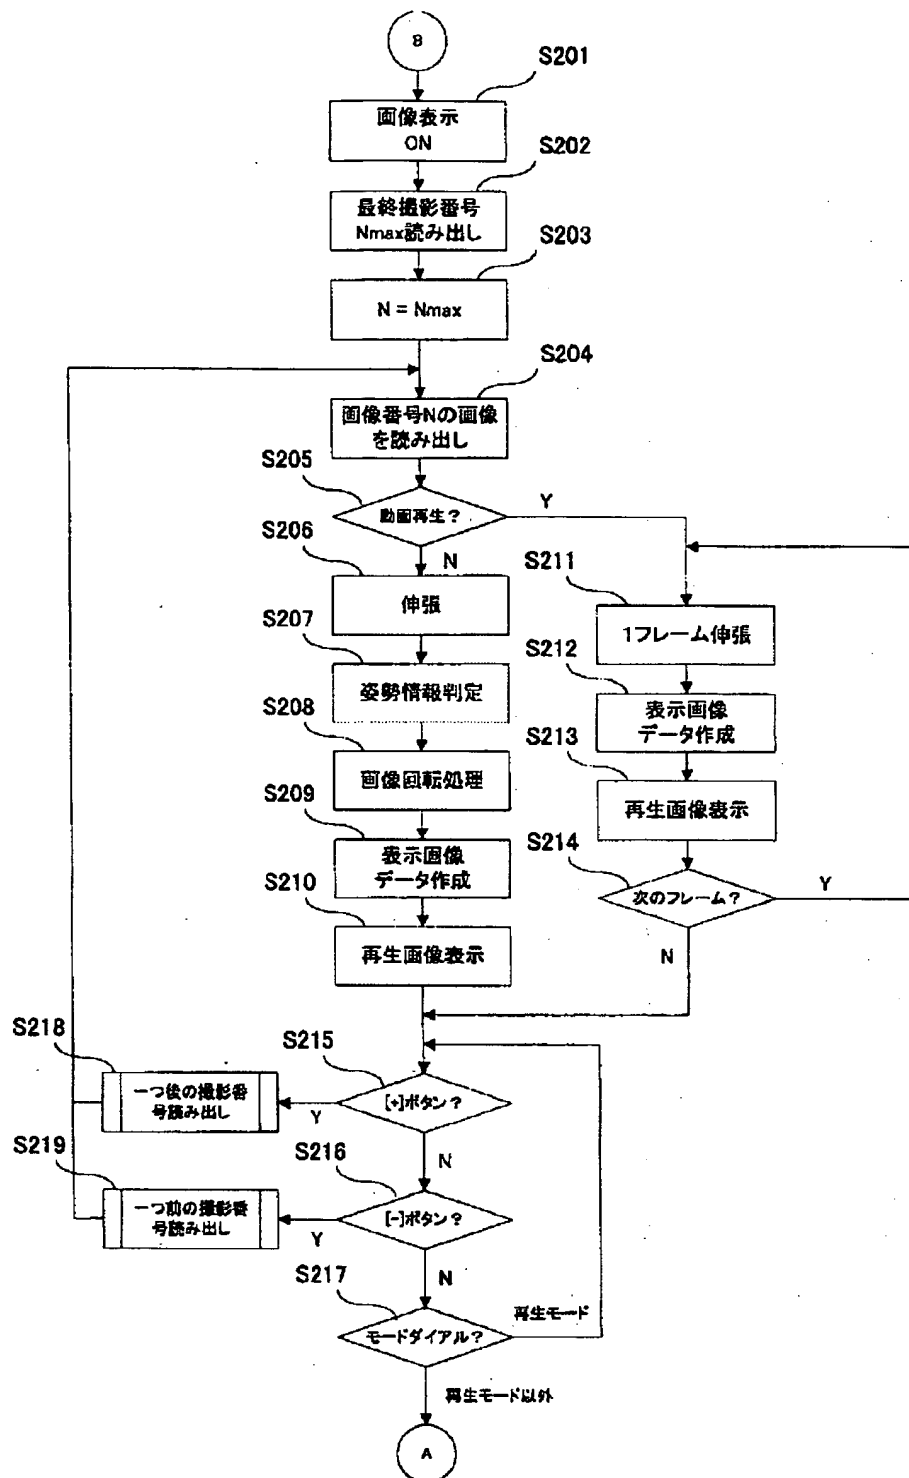 B
S201
画像表示
ON
S202
最終撮影番号
Nmax読み出し
S203
N = Nmax
S204
画像番号Nの画像
を読み出し
S205
動画再生？
Y
N
S206
伸張
S207
姿勢情報判定
S208
画像回転処理
S209
表示画像
データ作成
S210
再生画像表示
S211
1フレーム伸張
S212
表示画像
データ作成
S213
再生画像表示
S214
次のフレーム？
Y
N
S215
[+]ボタン？
Y
N
S218
一つ後の撮影番
号読み出し
S216
[-]ボタン？
Y
N
S219
一つ前の撮影番
号読み出し
S217
モードダイアル？
再生モード
再生モード以外
A